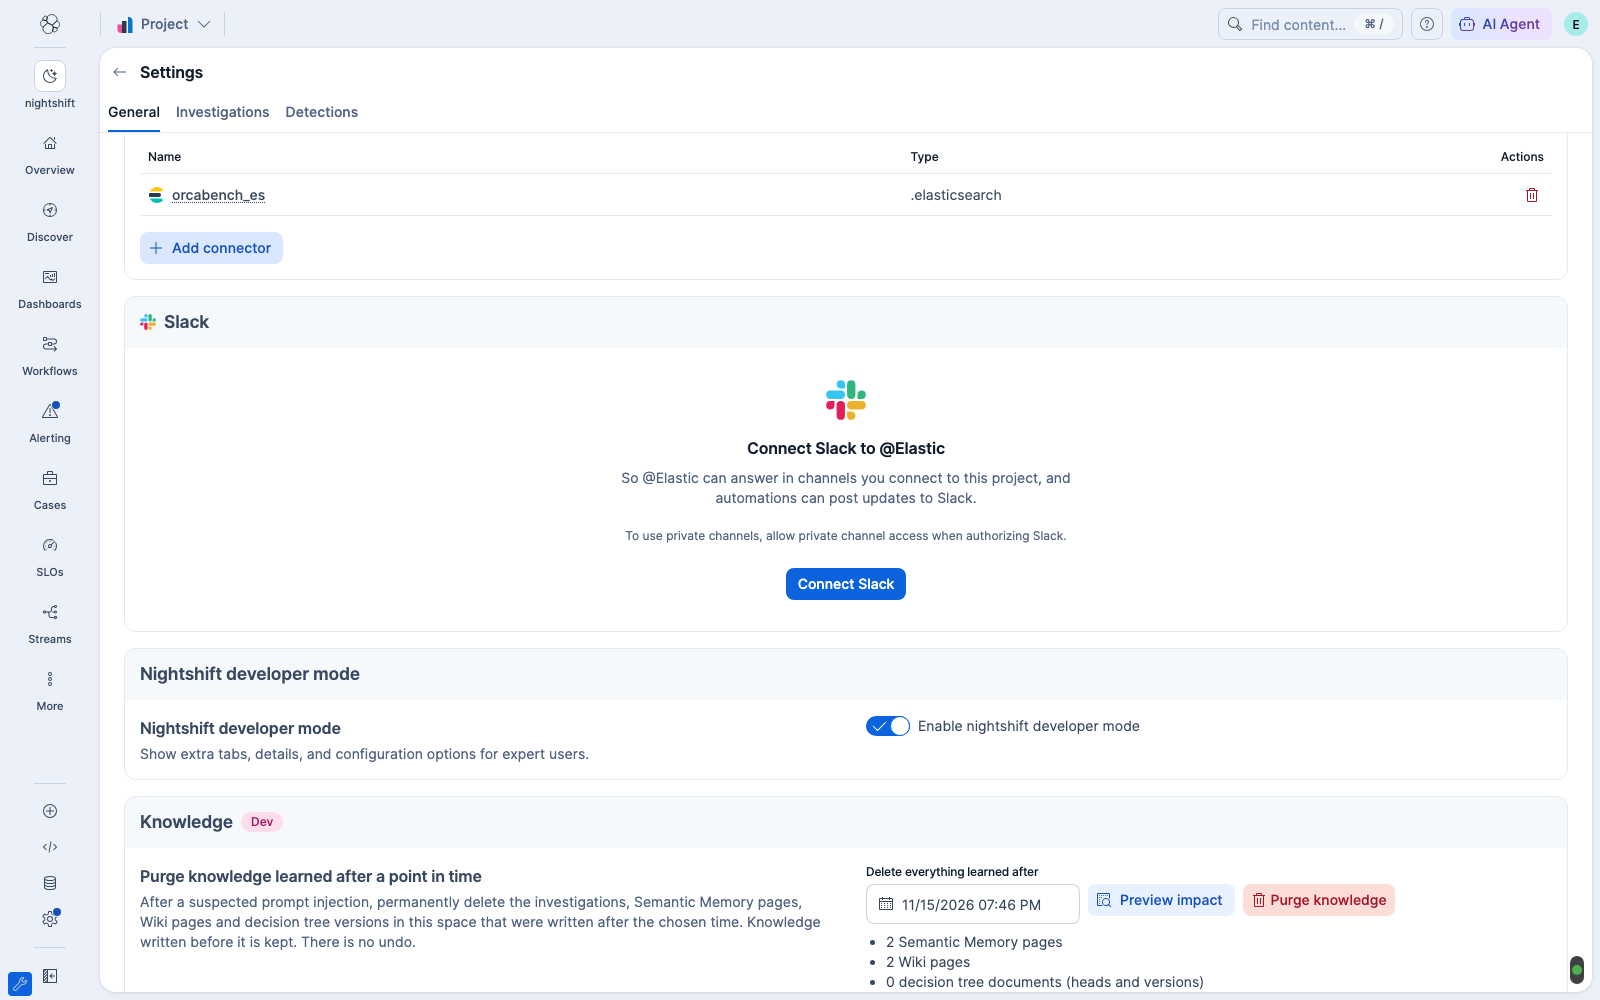 Project
Find content...
⌘ /
AI Agent
E
nightshift
Overview
Discover
Dashboards
Workflows
Alerting
Cases
SLOs
Streams
More
Settings
General
Investigations
Detections
Name
Type
Actions
orcabench_es
.elasticsearch
Add connector
Slack
Connect Slack to @Elastic
So @Elastic can answer in channels you connect to this project, and
automations can post updates to Slack.
To use private channels, allow private channel access when authorizing Slack.
Connect Slack
Nightshift developer mode
Nightshift developer mode
Show extra tabs, details, and configuration options for expert users.
Enable nightshift developer mode
Knowledge
Dev
Purge knowledge learned after a point in time
After a suspected prompt injection, permanently delete the investigations, Semantic Memory pages,
Wiki pages and decision tree versions in this space that were written after the chosen time. Knowledge
written before it is kept. There is no undo.
Delete everything learned after
11/15/2026 07:46 PM
Preview impact
Purge knowledge
• 2 Semantic Memory pages
• 2 Wiki pages
• 0 decision tree documents (heads and versions)